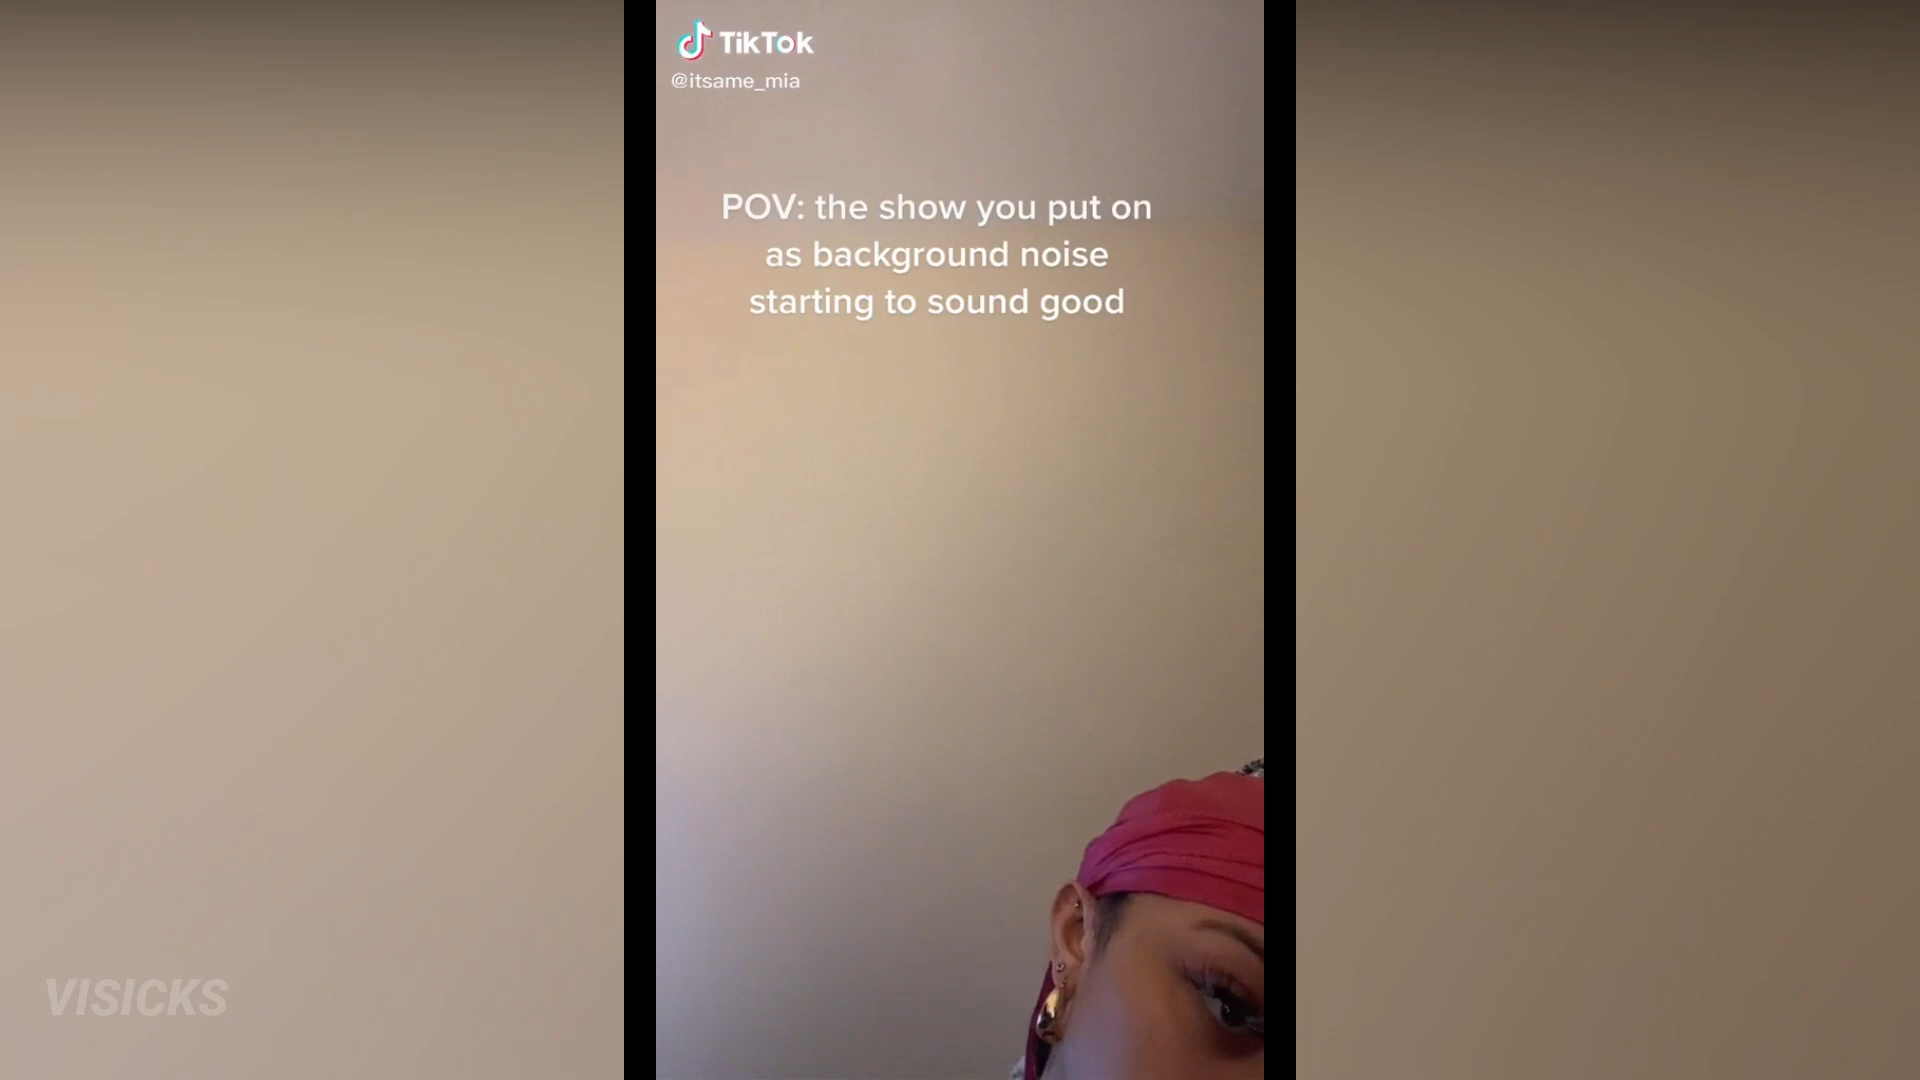 TikTok
@itsame_mia
POV: the show you put on
as background noise
starting to sound good
VISICKS